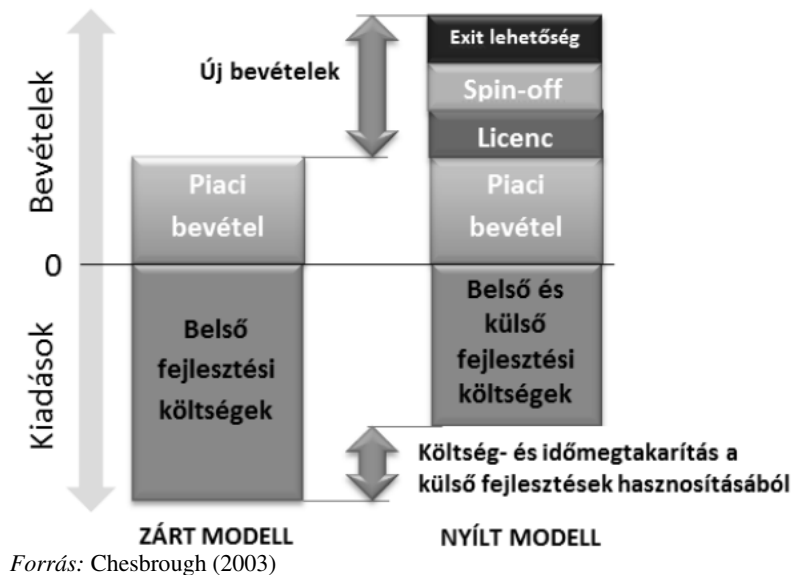 Exit lehetőség
Új bevételek
Spin-off
Licenc
Bevételek
Piaci
bevétel
Piaci
bevétel
0
Kiadások
Belső
fejlesztési
költségek
Belső és
külső
fejlesztési
költségek
Költség- és időmegtakarítás a
külső fejlesztések hasznosításából
ZÁRT MODELL
NYÍLT MODELL
Forrás: Chesbrough (2003)